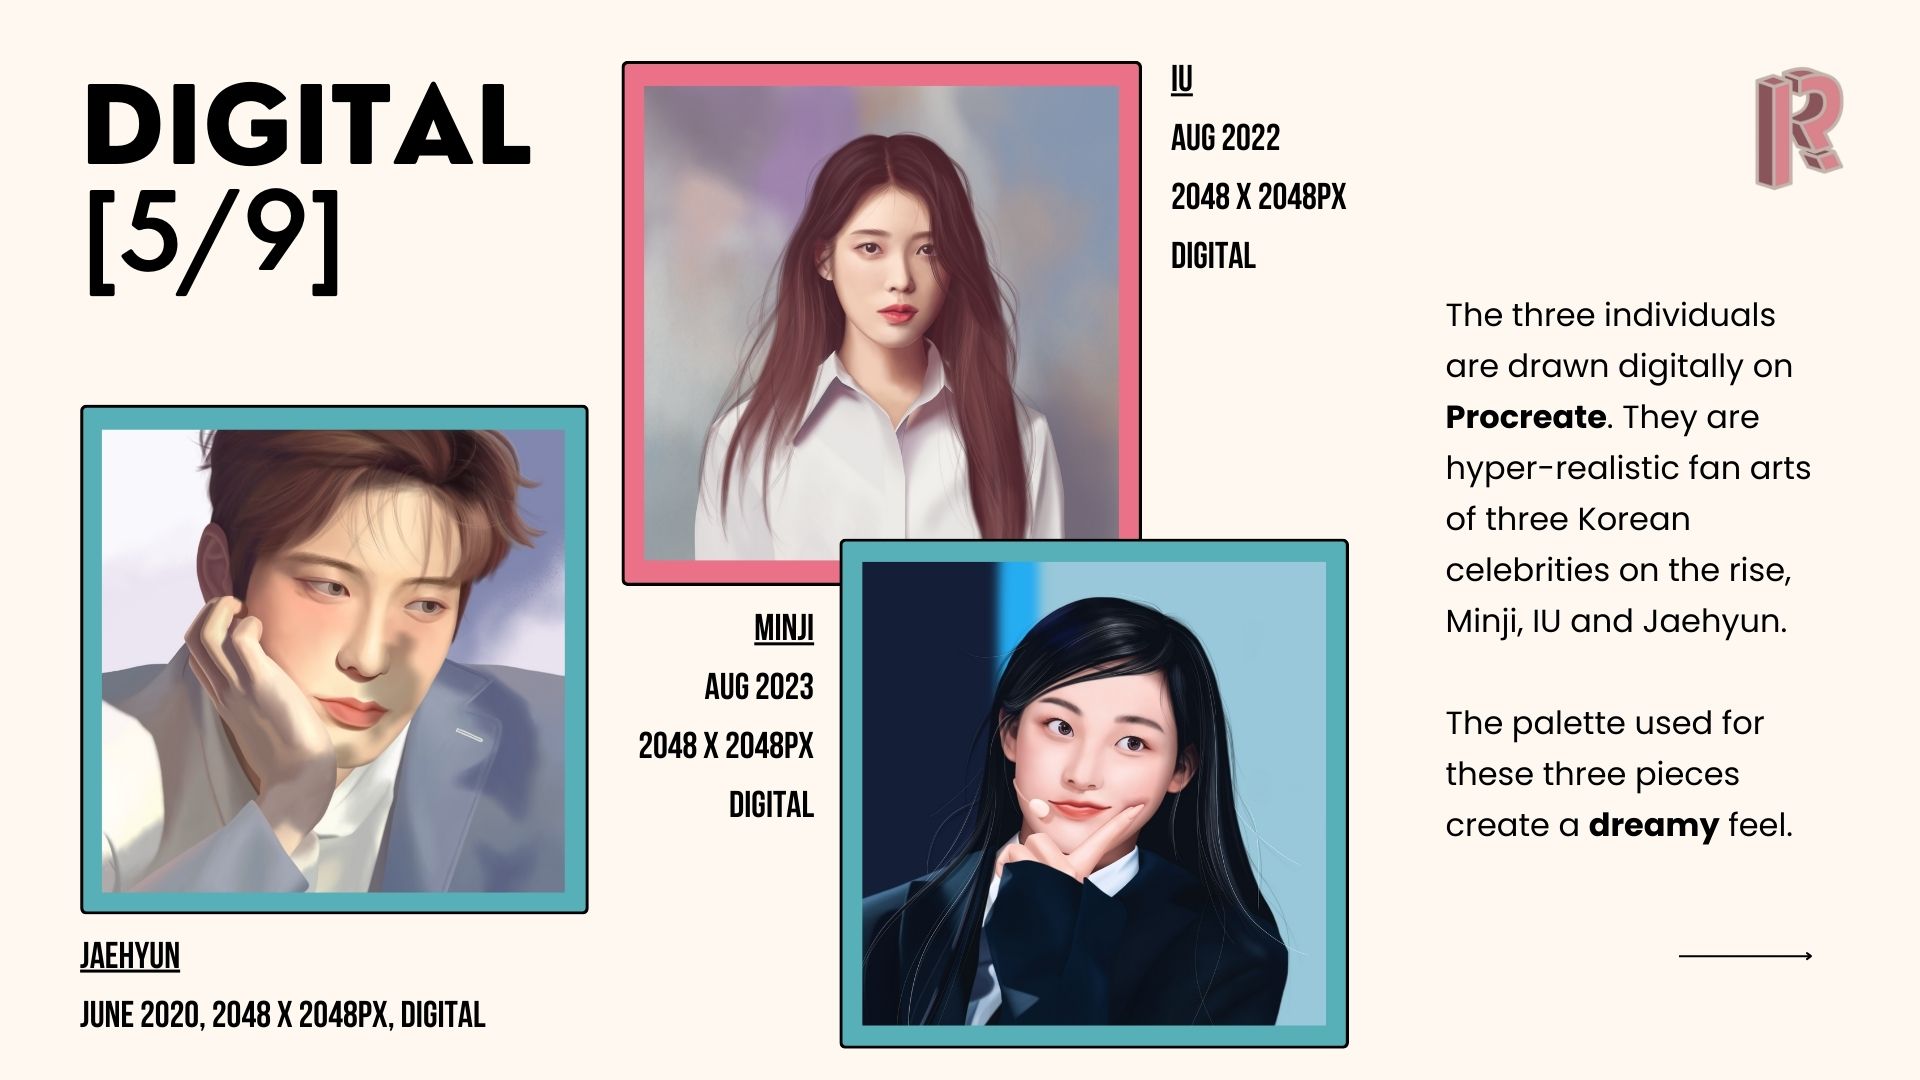 DIGITAL
[5/9]
IU
AUG 2022
2048 X 2048PX
DIGITAL
MINJI
AUG 2023
2048 X 2048PX
DIGITAL
JAEHYUN
JUNE 2020, 2048 X 2048PX, DIGITAL
R
The three individuals
are drawn digitally on
Procreate. They are
hyper-realistic fan arts
of three Korean
celebrities on the rise,
Minji, IU and Jaehyun.
The palette used for
these three pieces
create a dreamy feel.